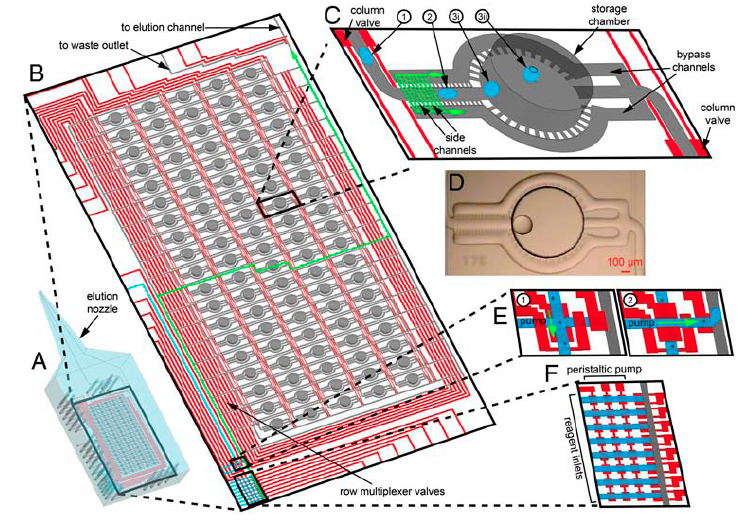 to elution channel
to waste outlet
B
C
column
valve
1
2
3i
3ii
storage
chamber
bypass
channels
side
channels
column
valve
D
100 µm
elution
nozzle
A
E
1
pump
2
pump
F
peristaltic pump
reagent inlets
row multiplexer valves